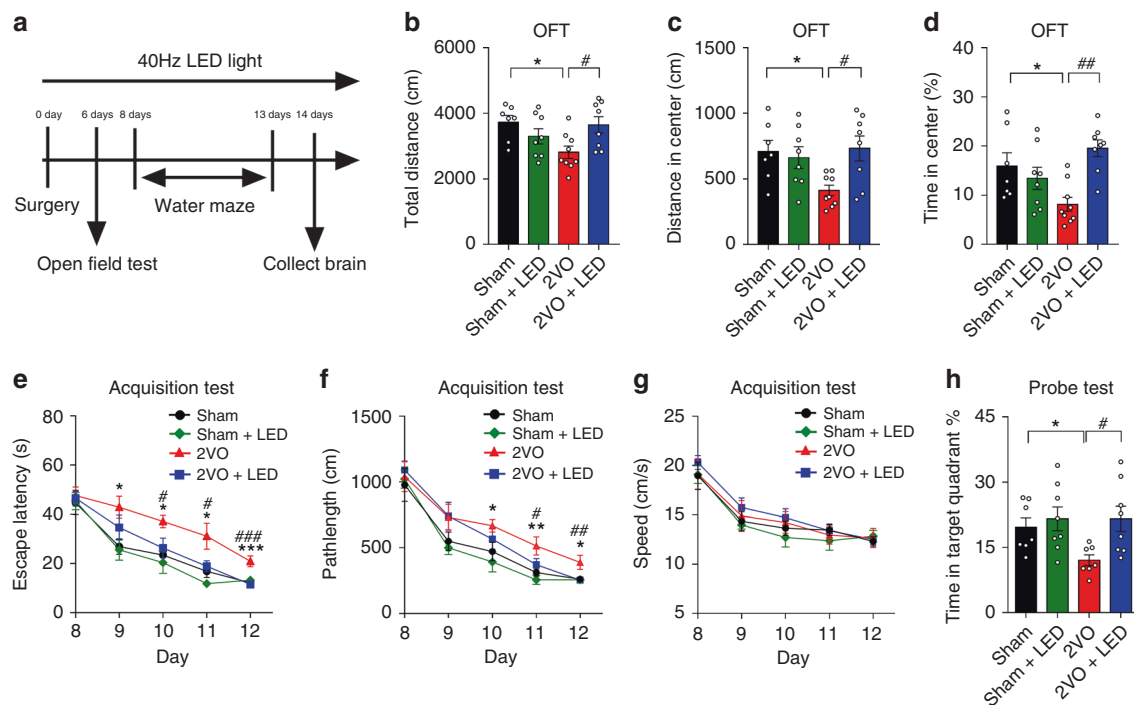 a
40Hz LED light
0 day
6 days
8 days
13 days
14 days
Surgery
Water maze
Open field test
Collect brain
b
OFT
Total distance (cm)
6000
4000
2000
0
*
#
Sham
Sham + LED
2VO
2VO + LED
c
OFT
Distance in center (cm)
1500
1000
500
0
*
#
Sham
Sham + LED
2VO
2VO + LED
d
OFT
Time in center (%)
40
30
20
10
0
*
##
Sham
Sham + LED
2VO
2VO + LED
e
Acquisition test
Escape latency (s)
80
60
40
20
0
Sham
Sham + LED
2VO
2VO + LED
*
#
*
#
*
###
***
8
9
10
11
12
Day
f
Acquisition test
Pathlength (cm)
1500
1000
500
0
Sham
Sham + LED
2VO
2VO + LED
*
#
**
##
*
8
9
10
11
12
Day
g
Acquisition test
Speed (cm/s)
25
20
15
10
5
Sham
Sham + LED
2VO
2VO + LED
8
9
10
11
12
Day
h
Probe test
Time in target quadrant %
45
30
15
0
*
#
Sham
Sham + LED
2VO
2VO + LED